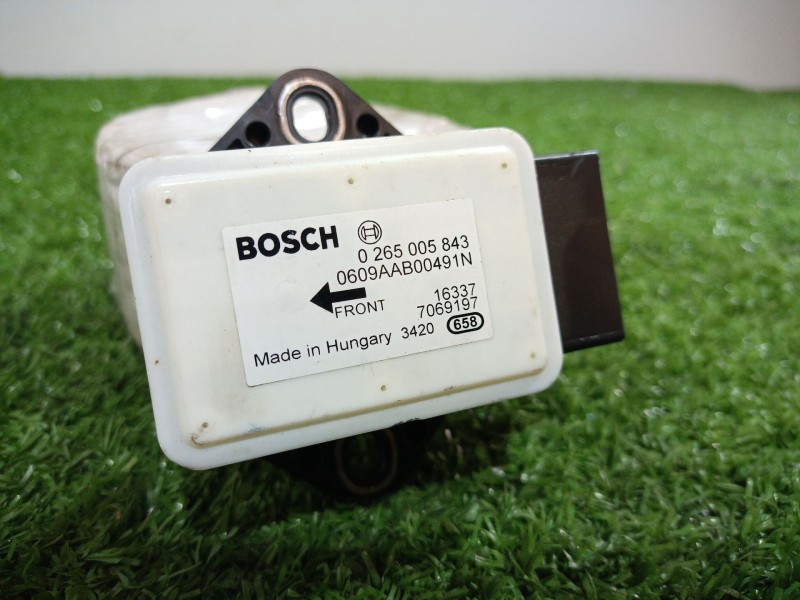 BOSCH
0 265 005 843
0609AAB00491N
FRONT
16337
7069197
Made in Hungary 3420 658